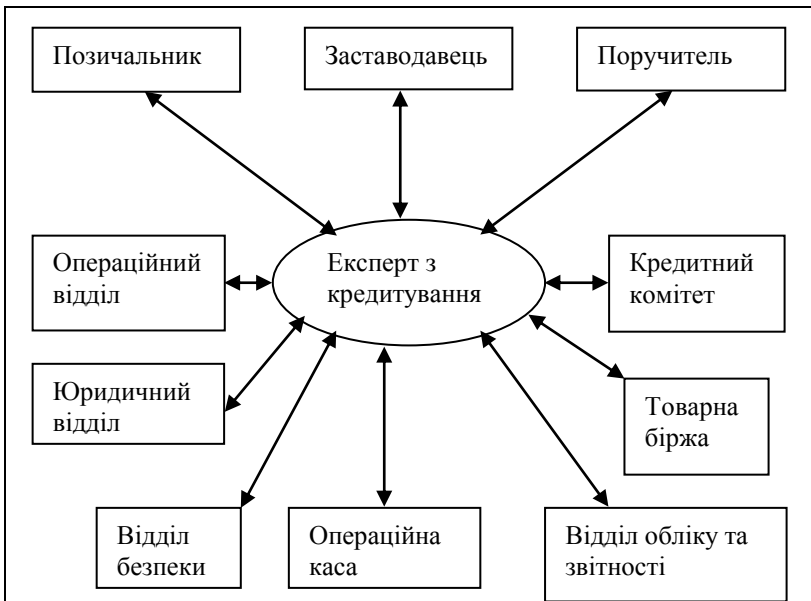 Позичальник
Заставодавець
Поручитель
Операційний
відділ
Експерт з
кредитування
Кредитний
комітет
Юридичний
відділ
Товарна
біржа
Відділ
безпеки
Операційна
каса
Відділ обліку та
звітності